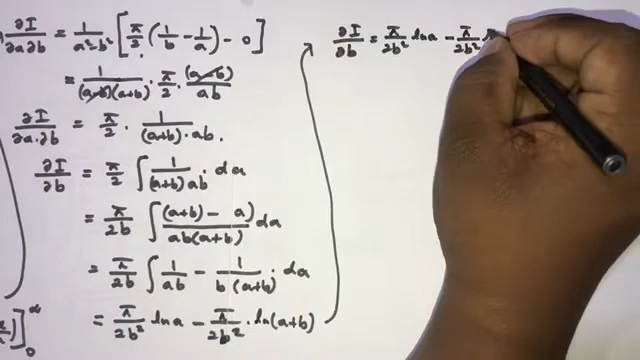 ∂I/∂a∂b = 1/(a²-b²) [π/2 (1/b - 1/a) - 0]
= 1/((a-b)(a+b)) · π/2 · (a-b)/ab
∂I/∂a·∂b = π/2 · 1/((a+b)·ab).
∂I/∂b = π/2 ∫ 1/((a+b)ab) · da
= π/2b ∫ ((a+b) - a)/(ab(a+b)) da
= π/2b ∫ 1/ab - 1/(b(a+b)) · da
= π/2b² ln a - π/2b² · ln(a+b)
]₀
∂I/∂b = π/2b² ln a - π/2b²